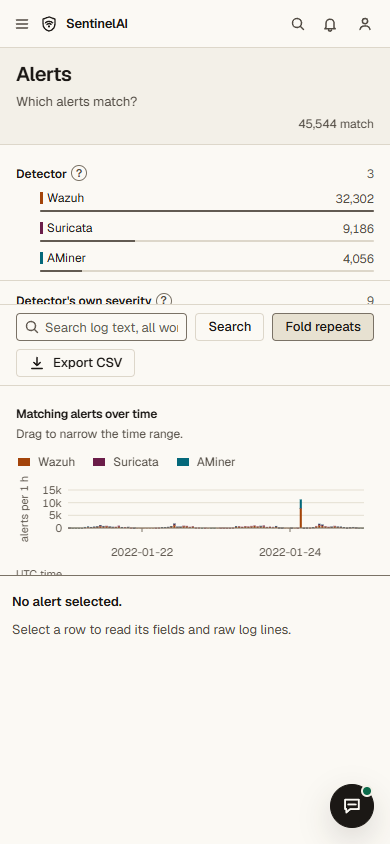 SentinelAI
Alerts
Which alerts match?
45,544 match
Detector ? 3
Wazuh 32,302
Suricata 9,186
AMiner 4,056
Detector's own severity ? 9
Search log text, all wor
Search
Fold repeats
Export CSV
Matching alerts over time
Drag to narrow the time range.
Wazuh Suricata AMiner
alerts per 1 h
15k
10k
5k
0
2022-01-22 2022-01-24
UTC time
No alert selected.
Select a row to read its fields and raw log lines.